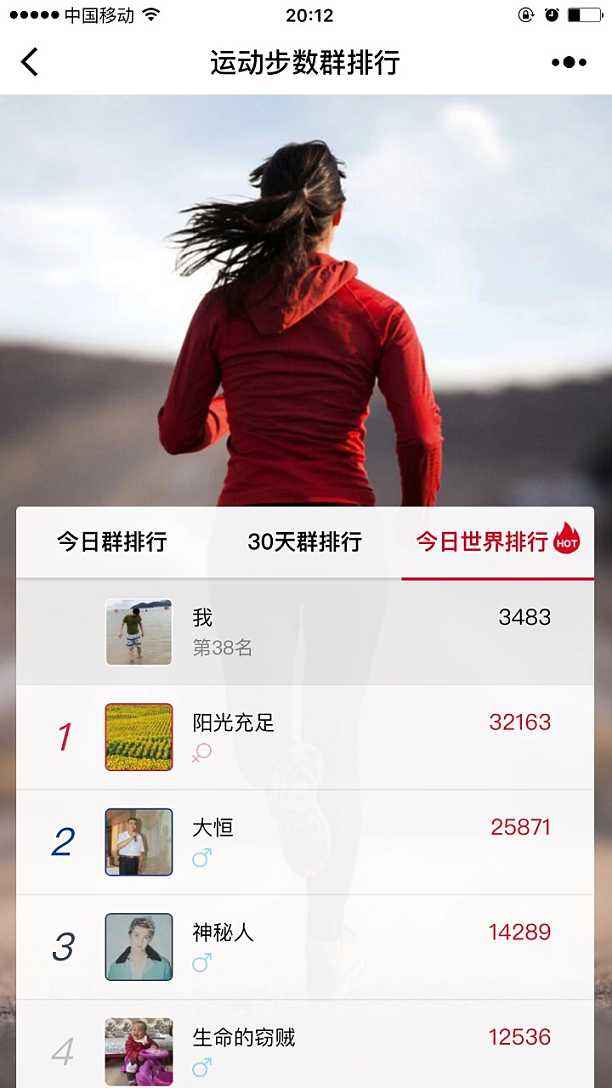 中国移动
20:12
运动步数群排行
今日群排行
30天群排行
今日世界排行 HOT
我
3483
第38名
1
阳光充足
32163
2
大恒
25871
3
神秘人
14289
4
生命的窃贼
12536